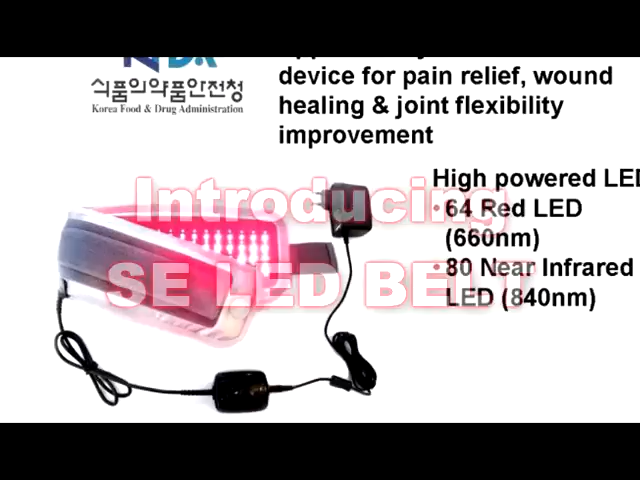 식품의약품안전청
Korea Food & Drug Administration
device for pain relief, wound
healing & joint flexibility
improvement
High powered LED
• 64 Red LED
(660nm)
• 80 Near Infrared
LED (840nm)
Introducing
SE LED BELT